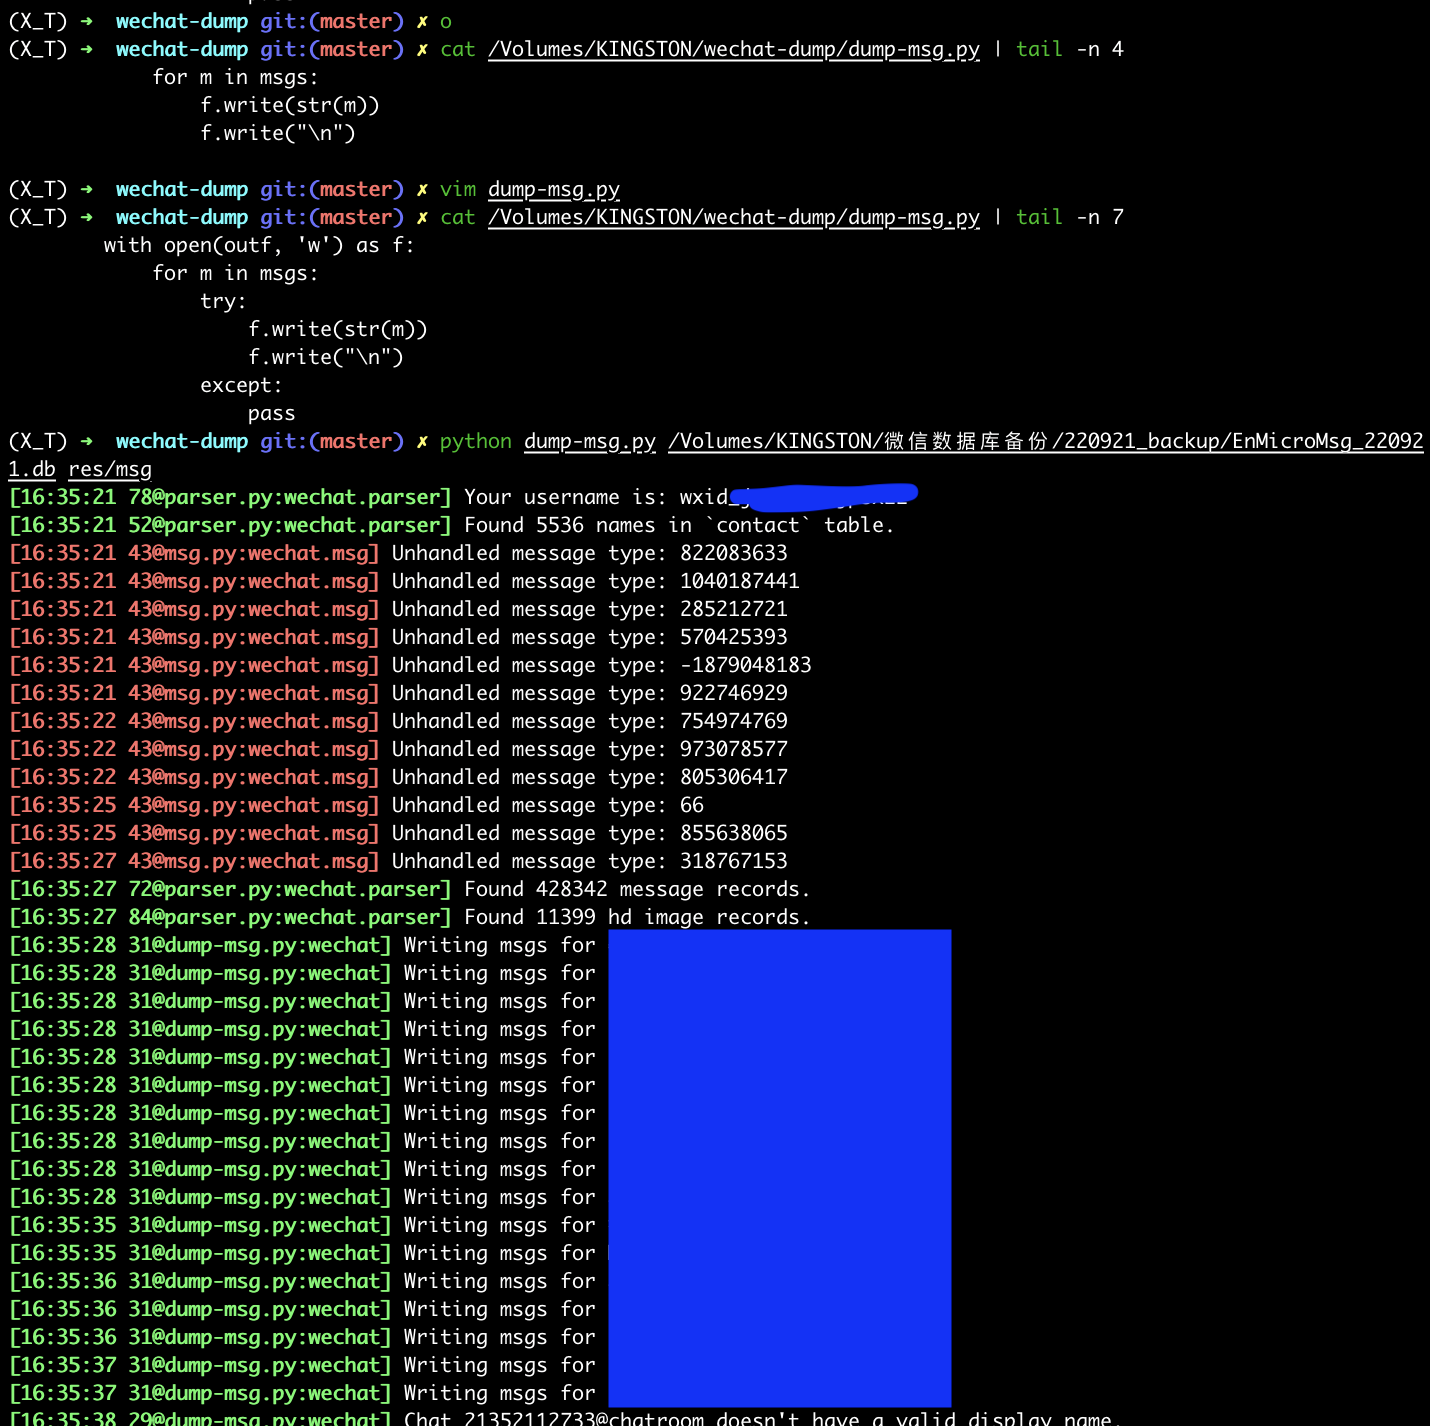 (X_T) → wechat-dump git:(master) ✗ o
(X_T) → wechat-dump git:(master) ✗ cat /Volumes/KINGSTON/wechat-dump/dump-msg.py | tail -n 4
            for m in msgs:
                f.write(str(m))
                f.write("\n")
(X_T) → wechat-dump git:(master) ✗ vim dump-msg.py
(X_T) → wechat-dump git:(master) ✗ cat /Volumes/KINGSTON/wechat-dump/dump-msg.py | tail -n 7
        with open(outf, 'w') as f:
            for m in msgs:
                try:
                    f.write(str(m))
                    f.write("\n")
                except:
                    pass
(X_T) → wechat-dump git:(master) ✗ python dump-msg.py /Volumes/KINGSTON/微信数据库备份/220921_backup/EnMicroMsg_22092
1.db res/msg
[16:35:21 78@parser.py:wechat.parser] Your username is: wxid_
[16:35:21 52@parser.py:wechat.parser] Found 5536 names in `contact` table.
[16:35:21 43@msg.py:wechat.msg] Unhandled message type: 822083633
[16:35:21 43@msg.py:wechat.msg] Unhandled message type: 1040187441
[16:35:21 43@msg.py:wechat.msg] Unhandled message type: 285212721
[16:35:21 43@msg.py:wechat.msg] Unhandled message type: 570425393
[16:35:21 43@msg.py:wechat.msg] Unhandled message type: -1879048183
[16:35:21 43@msg.py:wechat.msg] Unhandled message type: 922746929
[16:35:22 43@msg.py:wechat.msg] Unhandled message type: 754974769
[16:35:22 43@msg.py:wechat.msg] Unhandled message type: 973078577
[16:35:22 43@msg.py:wechat.msg] Unhandled message type: 805306417
[16:35:25 43@msg.py:wechat.msg] Unhandled message type: 66
[16:35:25 43@msg.py:wechat.msg] Unhandled message type: 855638065
[16:35:27 43@msg.py:wechat.msg] Unhandled message type: 318767153
[16:35:27 72@parser.py:wechat.parser] Found 428342 message records.
[16:35:27 84@parser.py:wechat.parser] Found 11399 hd image records.
[16:35:28 31@dump-msg.py:wechat] Writing msgs for
[16:35:28 31@dump-msg.py:wechat] Writing msgs for
[16:35:28 31@dump-msg.py:wechat] Writing msgs for
[16:35:28 31@dump-msg.py:wechat] Writing msgs for
[16:35:28 31@dump-msg.py:wechat] Writing msgs for
[16:35:28 31@dump-msg.py:wechat] Writing msgs for
[16:35:28 31@dump-msg.py:wechat] Writing msgs for
[16:35:28 31@dump-msg.py:wechat] Writing msgs for
[16:35:28 31@dump-msg.py:wechat] Writing msgs for
[16:35:28 31@dump-msg.py:wechat] Writing msgs for
[16:35:35 31@dump-msg.py:wechat] Writing msgs for
[16:35:35 31@dump-msg.py:wechat] Writing msgs for
[16:35:36 31@dump-msg.py:wechat] Writing msgs for
[16:35:36 31@dump-msg.py:wechat] Writing msgs for
[16:35:36 31@dump-msg.py:wechat] Writing msgs for
[16:35:37 31@dump-msg.py:wechat] Writing msgs for
[16:35:37 31@dump-msg.py:wechat] Writing msgs for
[16:35:38 29@dump-msg.py:wechat] Chat 21352112733@chatroom doesn't have a valid display name.